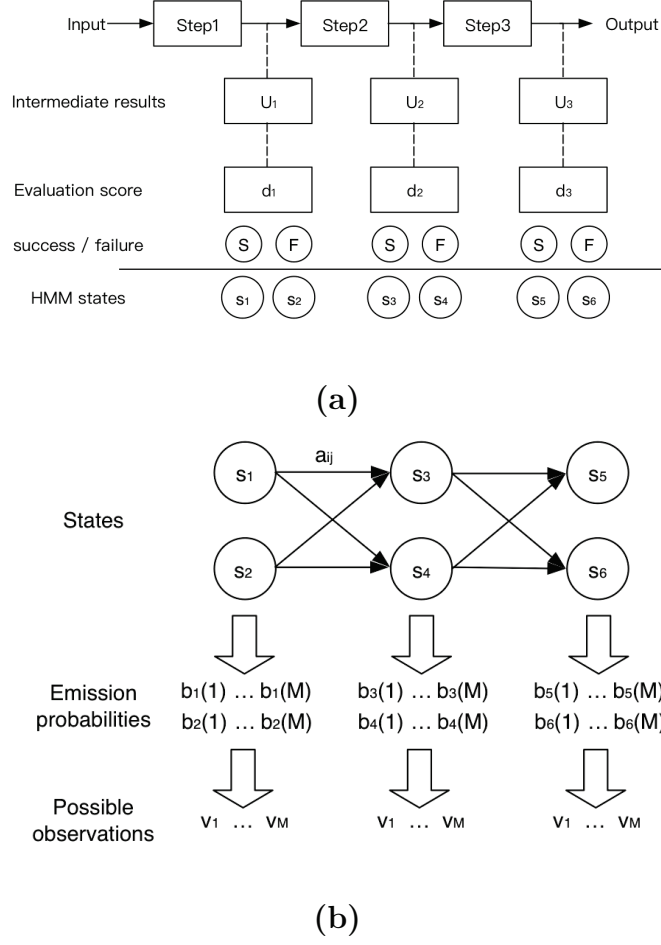 Input Step1 Step2 Step3 Output
Intermediate results U1 U2 U3
Evaluation score d1 d2 d3
success / failure S F S F S F
HMM states s1 s2 s3 s4 s5 s6
(a)
s1 aij s3 s5
States
s2 s4 s6
Emission probabilities
b1(1) ... b1(M) b3(1) ... b3(M) b5(1) ... b5(M)
b2(1) ... b2(M) b4(1) ... b4(M) b6(1) ... b6(M)
Possible observations
v1 ... vM v1 ... vM v1 ... vM
(b)